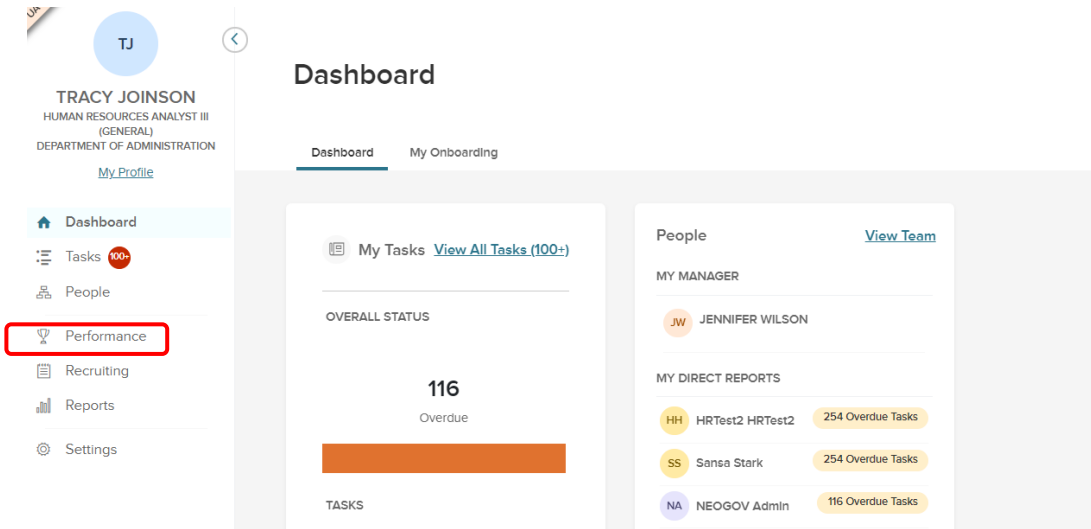 UA
TJ
TRACY JOINSON
HUMAN RESOURCES ANALYST III
(GENERAL)
DEPARTMENT OF ADMINISTRATION
My Profile
Dashboard
Tasks 100+
People
Performance
Recruiting
Reports
Settings
Dashboard
Dashboard My Onboarding
My Tasks View All Tasks (100+)
OVERALL STATUS
116
Overdue
TASKS
People View Team
MY MANAGER
JW JENNIFER WILSON
MY DIRECT REPORTS
HH HRTest2 HRTest2 254 Overdue Tasks
SS Sansa Stark 254 Overdue Tasks
NA NEOGOV Admin 116 Overdue Tasks